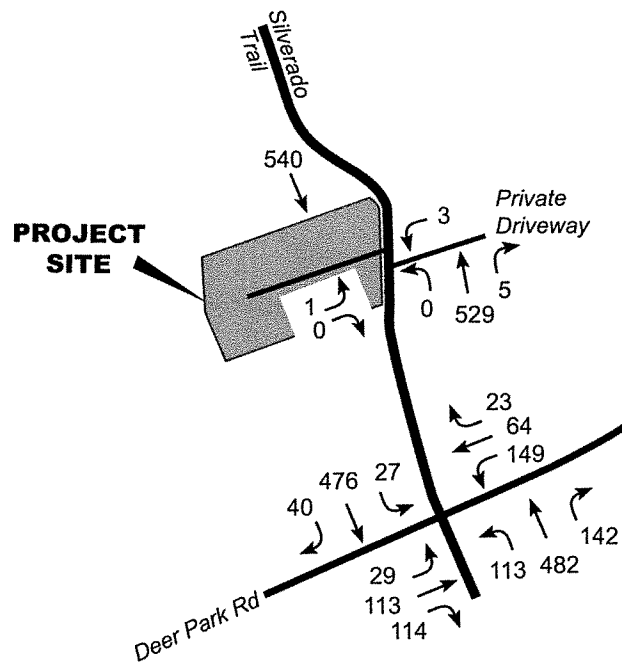 Silverado
Trail
540
PROJECT
SITE
3
Private
Driveway
1
0
0
529
5
23
64
149
40
476
27
29
113
114
113
482
142
Deer Park Rd